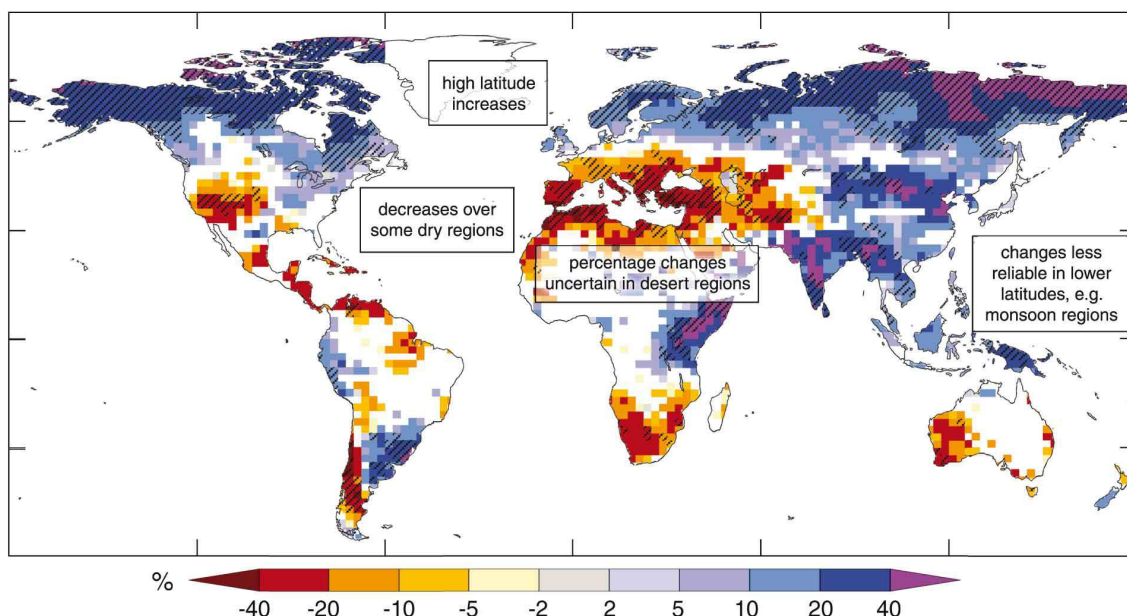 high latitude
increases
decreases over
some dry regions
percentage changes
uncertain in desert regions
changes less
reliable in lower
latitudes, e.g.
monsoon regions
%
-40 -20 -10 -5 -2 2 5 10 20 40